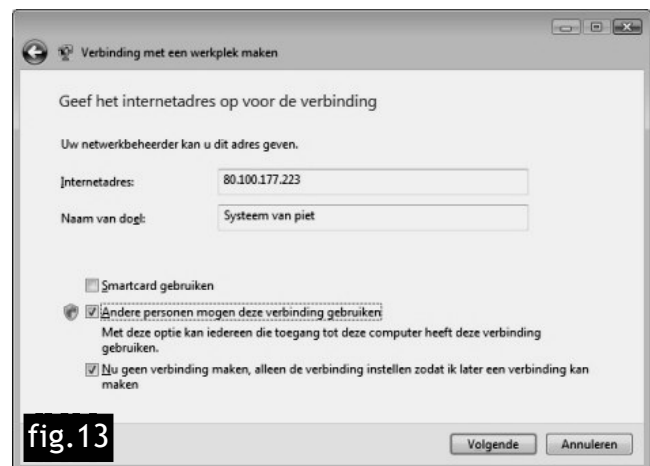 Verbinding met een werkplek maken
Geef het internetadres op voor de verbinding
Uw netwerkbeheerder kan u dit adres geven.
Internetadres: 80.100.177.223
Naam van doel: Systeem van piet
Smartcard gebruiken
Andere personen mogen deze verbinding gebruiken
Met deze optie kan iedereen die toegang tot deze computer heeft deze verbinding
gebruiken.
Nu geen verbinding maken, alleen de verbinding instellen zodat ik later een verbinding kan
maken
fig.13
Volgende Annuleren